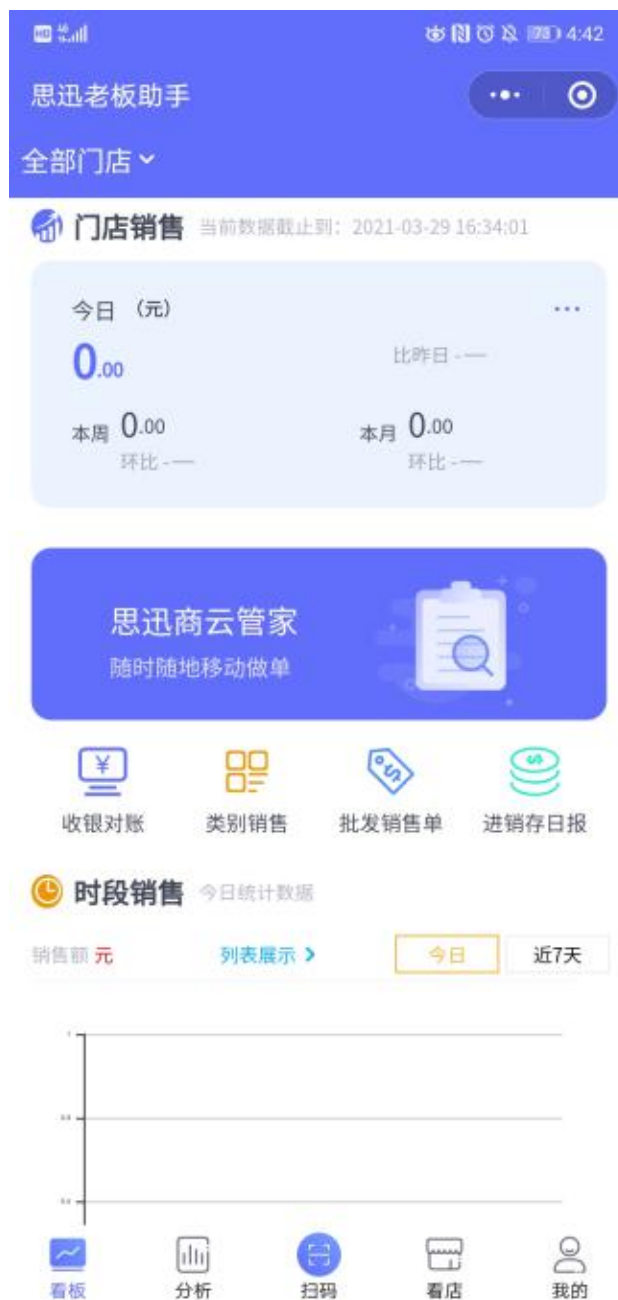 HD 4G 78 4:42
思迅老板助手
全部门店
门店销售 当前数据截止到：2021-03-29 16:34:01
今日 （元）
0.00 比昨日 -—
本周 0.00 本月 0.00
环比 -— 环比 -—
思迅商云管家
随时随地移动做单
收银对账 类别销售 批发销售单 进销存日报
时段销售 今日统计数据
销售额 元 列表展示 今日 近7天
1
看板 分析 扫码 看店 我的